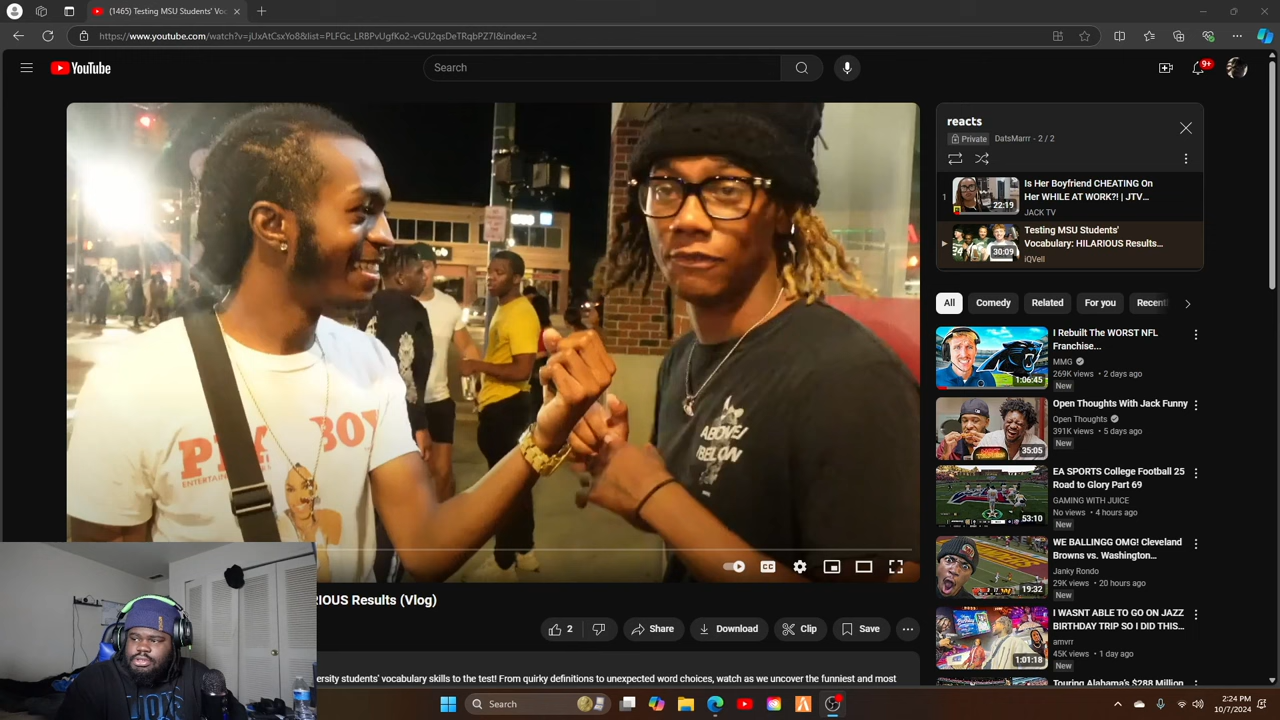 (1465) Testing MSU Students' Voc
https://www.youtube.com/watch?v=jUxAtCsxYo8&list=PLFGc_LRBPvUgfKo2-vGU2qsDeTRqbPZ7I&index=2
YouTube
Search
9+
ABOVE/
BELOW
IOUS Results (Vlog)
2
Share
Download
Clip
Save
ersity students' vocabulary skills to the test! From quirky definitions to unexpected word choices, watch as we uncover the funniest and most
reacts
Private
DatsMarrr - 2 / 2
1
22:19
Is Her Boyfriend CHEATING On
Her WHILE AT WORK?! | JTV...
JACK TV
30:09
Testing MSU Students'
Vocabulary: HILARIOUS Results...
iQVell
All
Comedy
Related
For you
Recent
1:06:45
I Rebuilt The WORST NFL
Franchise...
MMG
269K views • 2 days ago
New
35:05
Open Thoughts With Jack Funny
Open Thoughts
391K views • 5 days ago
New
53:10
EA SPORTS College Football 25
Road to Glory Part 69
GAMING WITH JUICE
No views • 4 hours ago
New
19:32
WE BALLINGG OMG! Cleveland
Browns vs. Washington...
Janky Rondo
29K views • 20 hours ago
New
1:01:18
I WASNT ABLE TO GO ON JAZZ
BIRTHDAY TRIP SO I DID THIS...
amvrr
45K views • 1 day ago
New
Touring Alabama's $288 Million
Search
2:24 PM
10/7/2024